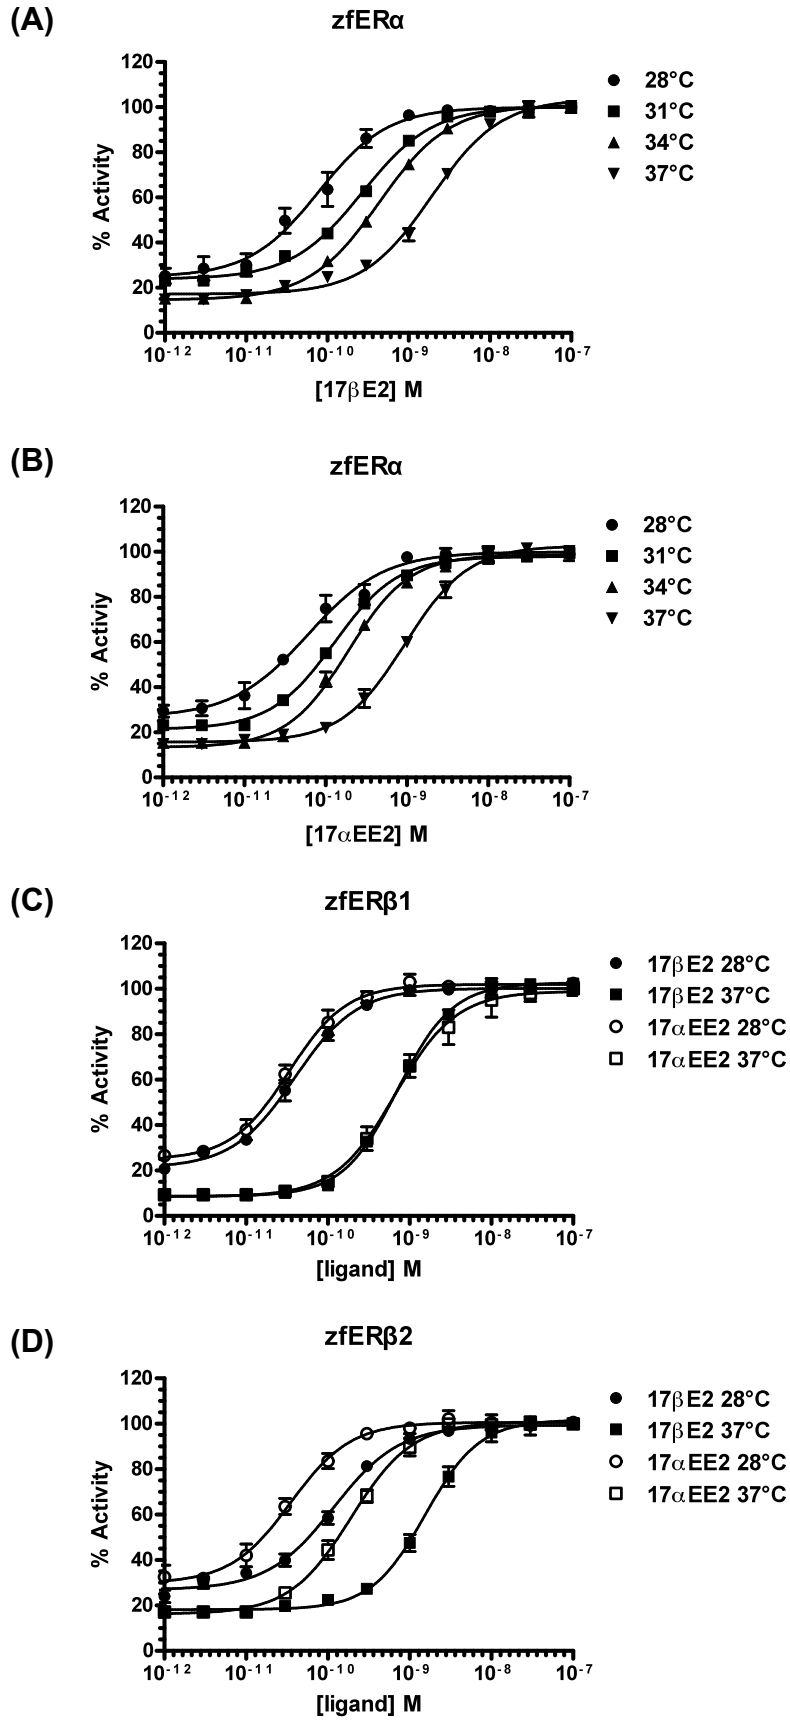 (A)
zfERα
120
100
80
60
40
20
0
% Activity
10-12 10-11 10-10 10-9 10-8 10-7
[17βE2] M
28°C
31°C
34°C
37°C
(B)
zfERα
120
100
80
60
40
20
0
% Activiy
10-12 10-11 10-10 10-9 10-8 10-7
[17αEE2] M
28°C
31°C
34°C
37°C
(C)
zfERβ1
120
100
80
60
40
20
0
% Activity
10-12 10-11 10-10 10-9 10-8 10-7
[ligand] M
17βE2 28°C
17βE2 37°C
17αEE2 28°C
17αEE2 37°C
(D)
zfERβ2
120
100
80
60
40
20
0
% Activity
10-12 10-11 10-10 10-9 10-8 10-7
[ligand] M
17βE2 28°C
17βE2 37°C
17αEE2 28°C
17αEE2 37°C